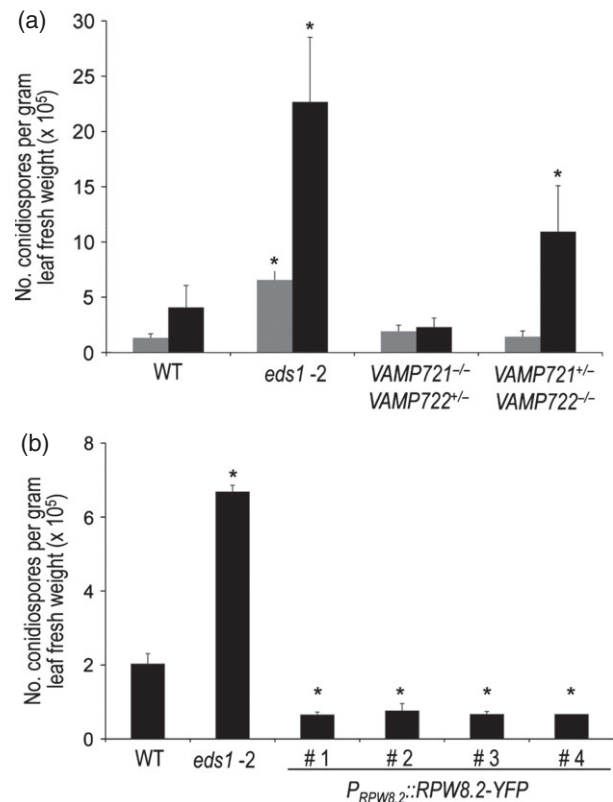 (a)
No. conidiospores per gram
leaf fresh weight (x 10⁵)
30
25
20
15
10
5
0
*
*
*
WT
eds1 -2
VAMP721⁻/⁻
VAMP722⁺/⁻
VAMP721⁺/⁻
VAMP722⁻/⁻
(b)
No. conidiospores per gram
leaf fresh weight (x 10⁵)
8
6
4
2
0
*
* * * *
WT
eds1 -2
# 1 # 2 # 3 # 4
P_RPW8.2::RPW8.2-YFP